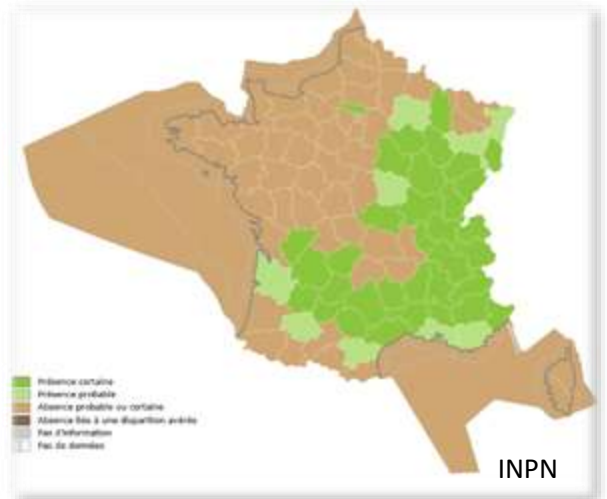 Présence certaine
Présence probable
Absence probable ou certaine
Absence liée à une disparition avérée
Pas d'information
Pas de données
INPN